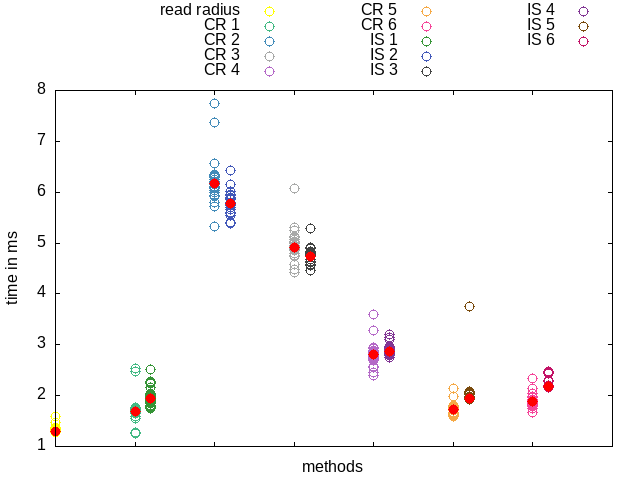 read radius CR 5 IS 4
CR 1 CR 6 IS 5
CR 2 IS 1 IS 6
CR 3 IS 2
CR 4 IS 3
8
7
6
5
4
3
2
1
time in ms
methods